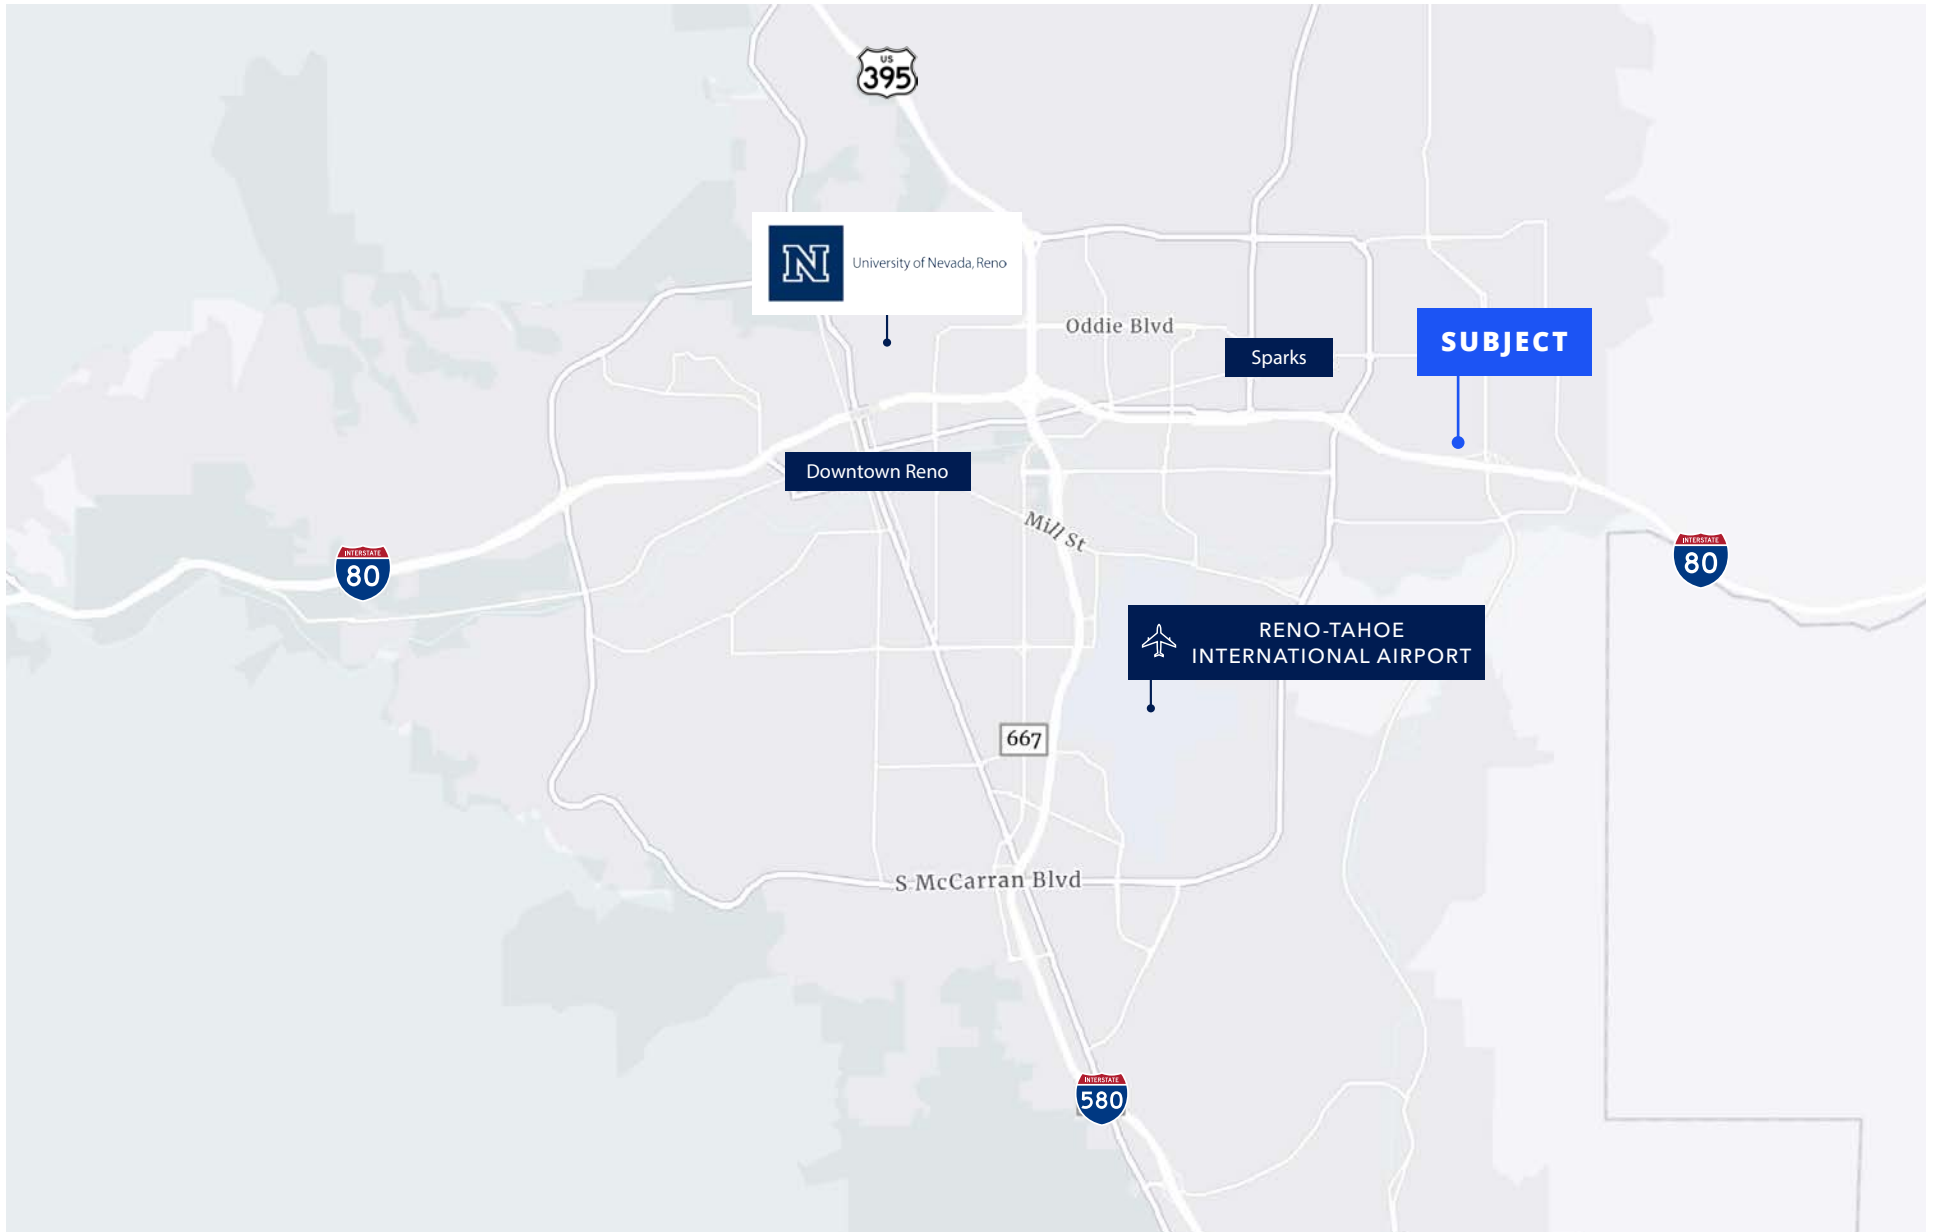 US
395
N
University of Nevada, Reno
Oddie Blvd
SUBJECT
Sparks
Downtown Reno
Mill St
INTERSTATE
80
INTERSTATE
80
RENO-TAHOE
INTERNATIONAL AIRPORT
667
S McCarran Blvd
INTERSTATE
580